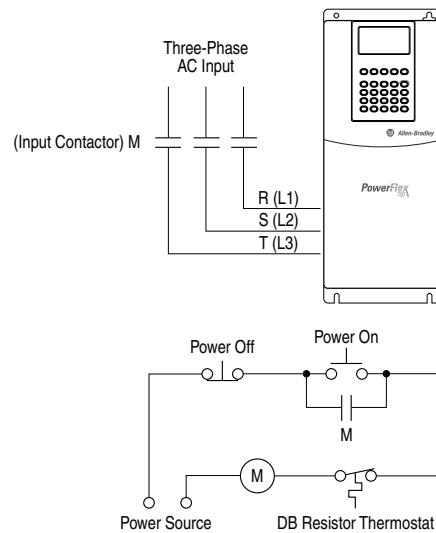 Three-Phase
AC Input
(Input Contactor) M
R (L1)
S (L2)
T (L3)
Allen-Bradley
PowerFlex
Power Off
Power On
M
M
Power Source
DB Resistor Thermostat